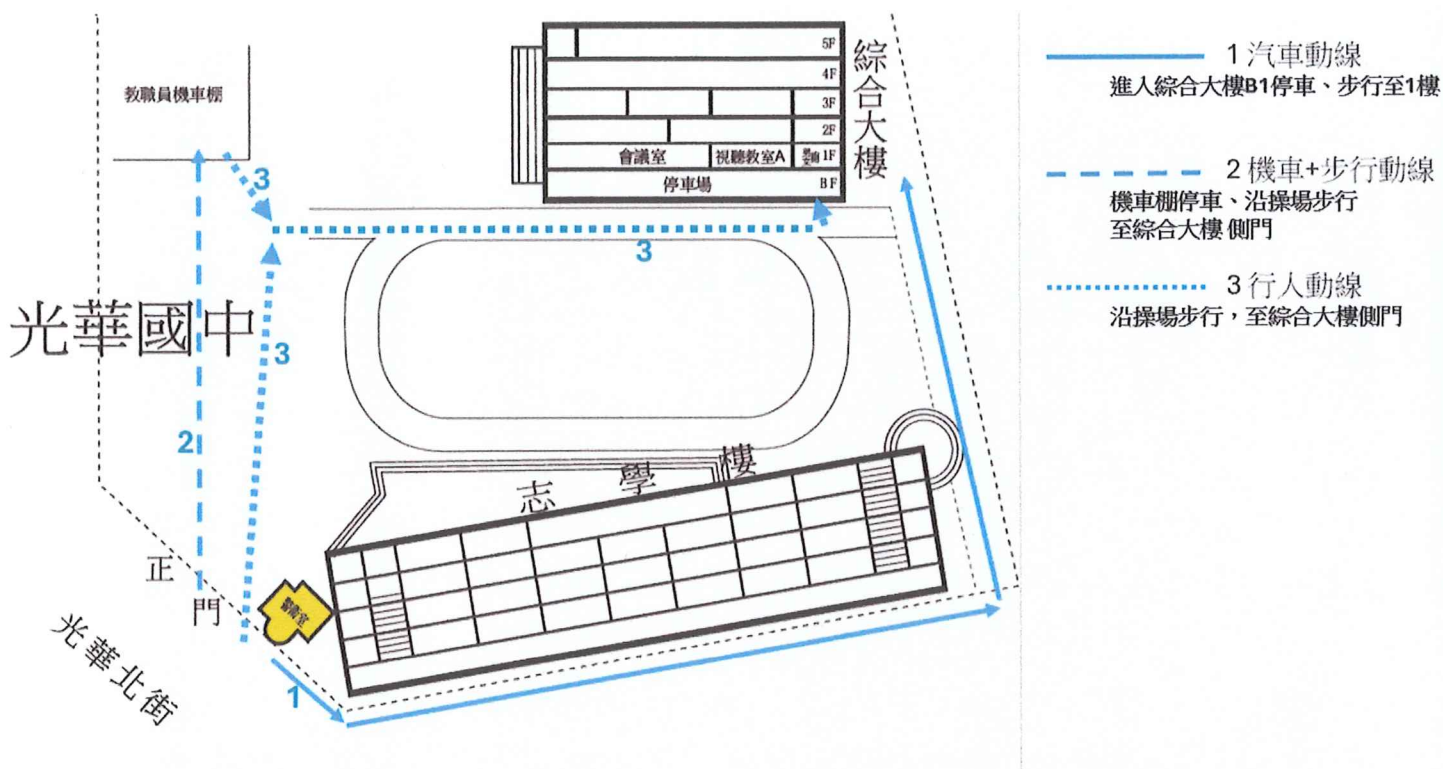 5F
4F
3F
2F
會議室 視聽教室A 1F
停車場 BF
綜合大樓
教職員機車棚
3
3
光華國中
3
2
志學樓
正門
警衛室
光華北街
1
1 汽車動線
進入綜合大樓B1停車、步行至1樓
2 機車+步行動線
機車棚停車、沿操場步行
至綜合大樓 側門
3 行人動線
沿操場步行,至綜合大樓側門